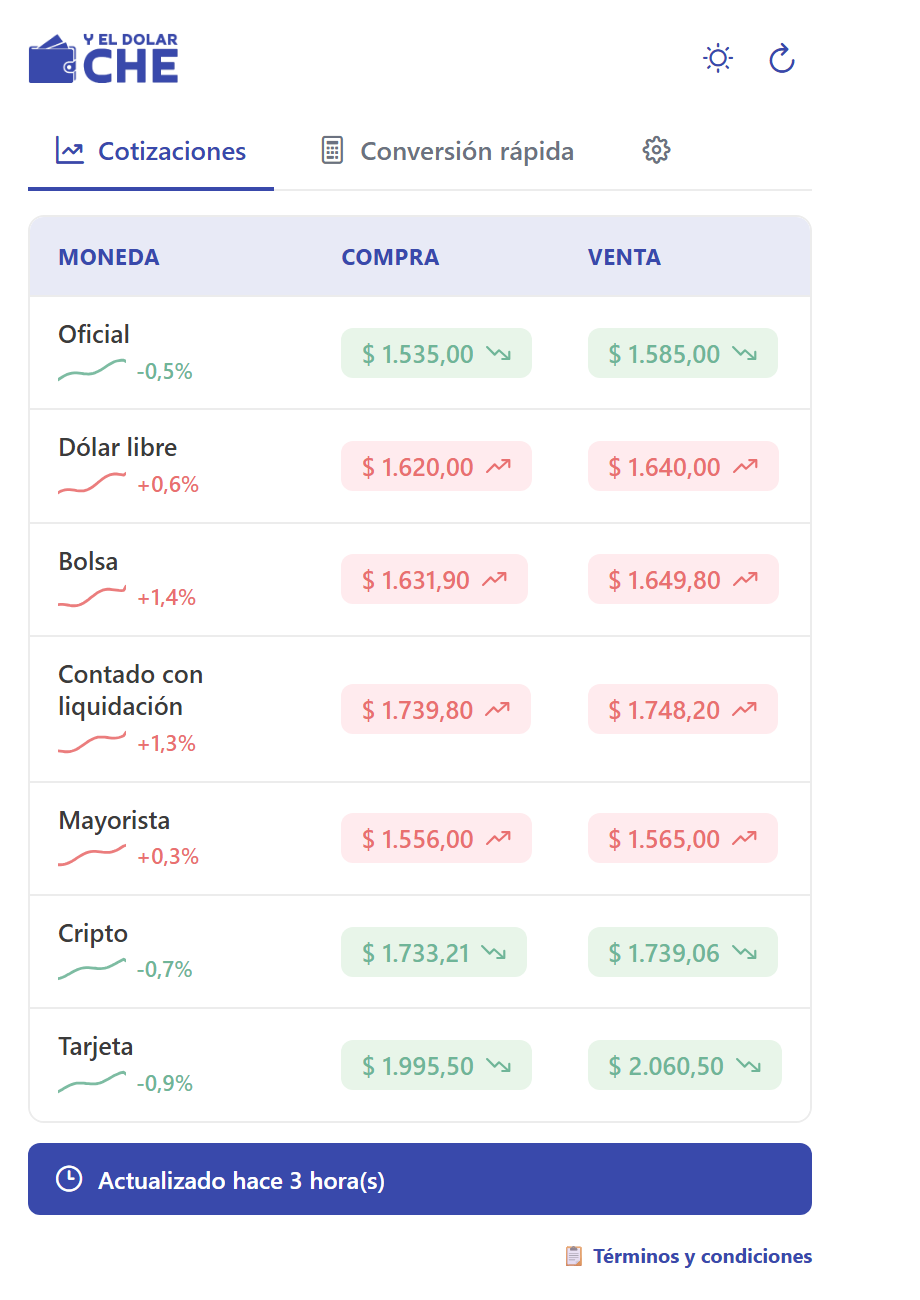 Y EL DOLAR
CHE
Cotizaciones
Conversión rápida
MONEDA COMPRA VENTA
Oficial
-0,5% $ 1.535,00 $ 1.585,00
Dólar libre
+0,6% $ 1.620,00 $ 1.640,00
Bolsa
+1,4% $ 1.631,90 $ 1.649,80
Contado con
liquidación
+1,3% $ 1.739,80 $ 1.748,20
Mayorista
+0,3% $ 1.556,00 $ 1.565,00
Cripto
-0,7% $ 1.733,21 $ 1.739,06
Tarjeta
-0,9% $ 1.995,50 $ 2.060,50
Actualizado hace 3 hora(s)
Términos y condiciones